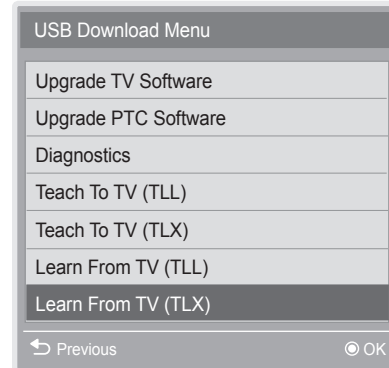 USB Download Menu
Upgrade TV Software
Upgrade PTC Software
Diagnostics
Teach To TV (TLL)
Teach To TV (TLX)
Learn From TV (TLL)
Learn From TV (TLX)
Previous OK